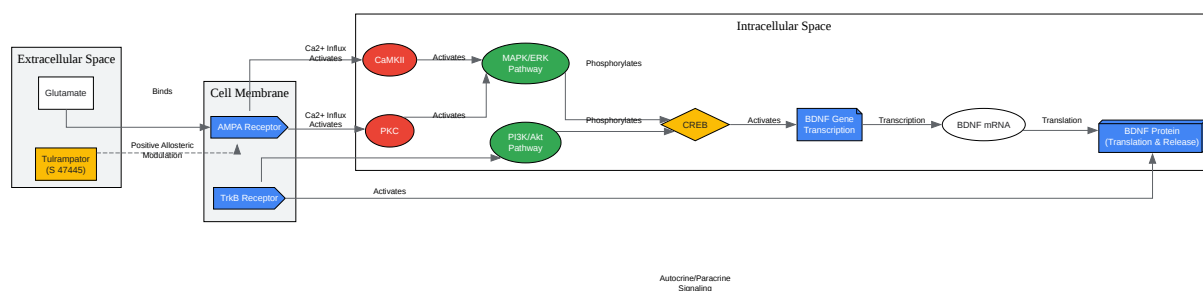 Intracellular Space
Extracellular Space
Glutamate
Tulrampator
(S 47445)
Binds
Positive Allosteric
Modulation
Cell Membrane
AMPA Receptor
TrkB Receptor
Ca2+ Influx
Activates
Ca2+ Influx
Activates
CaMKII
PKC
Activates
Activates
MAPK/ERK
Pathway
PI3K/Akt
Pathway
Phosphorylates
Phosphorylates
CREB
Activates
BDNF Gene
Transcription
Transcription
BDNF mRNA
Translation
BDNF Protein
(Translation & Release)
Activates
Autocrine/Paracrine
Signaling